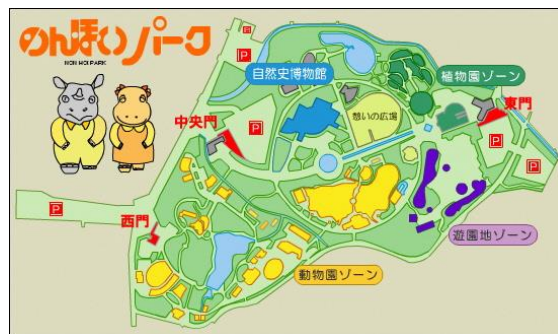 のんほいパーク
NON HOI PARK
P
自然史博物館
植物園ゾーン
東門
中央門
P
憩いの広場
P
P
P
P
西門
遊園地ゾーン
動物園ゾーン